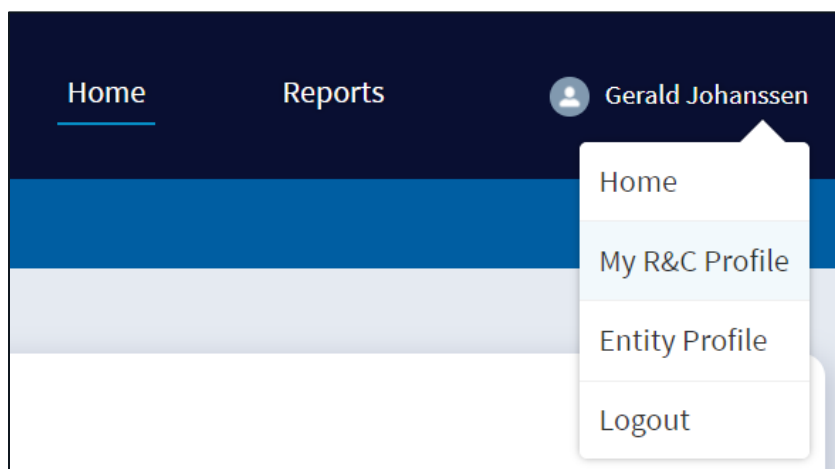 Home
Reports
Gerald Johanssen
Home
My R&C Profile
Entity Profile
Logout